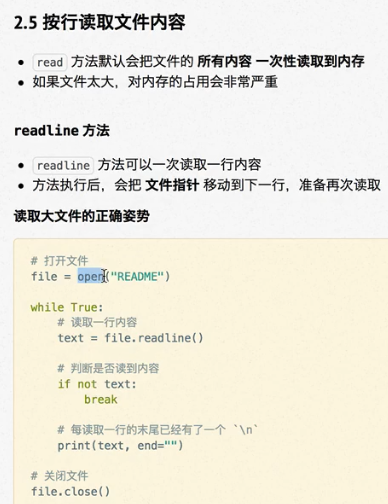 2.5 按行读取文件内容
read 方法默认会把文件的 所有内容 一次性读取到内存
如果文件太大，对内存的占用会非常严重
readline 方法
readline 方法可以一次读取一行内容
方法执行后，会把 文件指针 移动到下一行，准备再次读取
读取大文件的正确姿势
# 打开文件
file = open("README")
while True:
# 读取一行内容
text = file.readline()
# 判断是否读到内容
if not text:
break
# 每读取一行的末尾已经有了一个 `\n`
print(text, end="")
# 关闭文件
file.close()